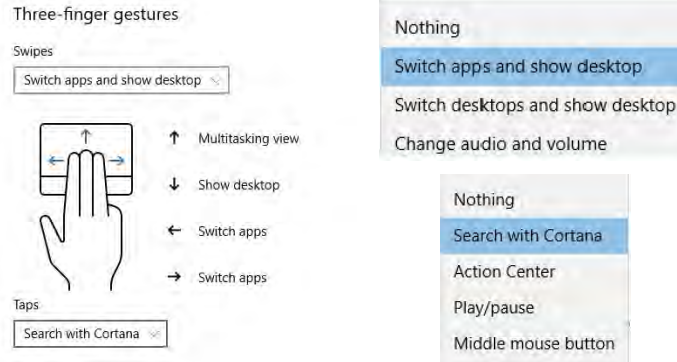 Three-finger gestures
Swipes
Switch apps and show desktop
↑ Multitasking view
↓ Show desktop
← Switch apps
→ Switch apps
Taps
Search with Cortana
Nothing
Switch apps and show desktop
Switch desktops and show desktop
Change audio and volume
Nothing
Search with Cortana
Action Center
Play/pause
Middle mouse button